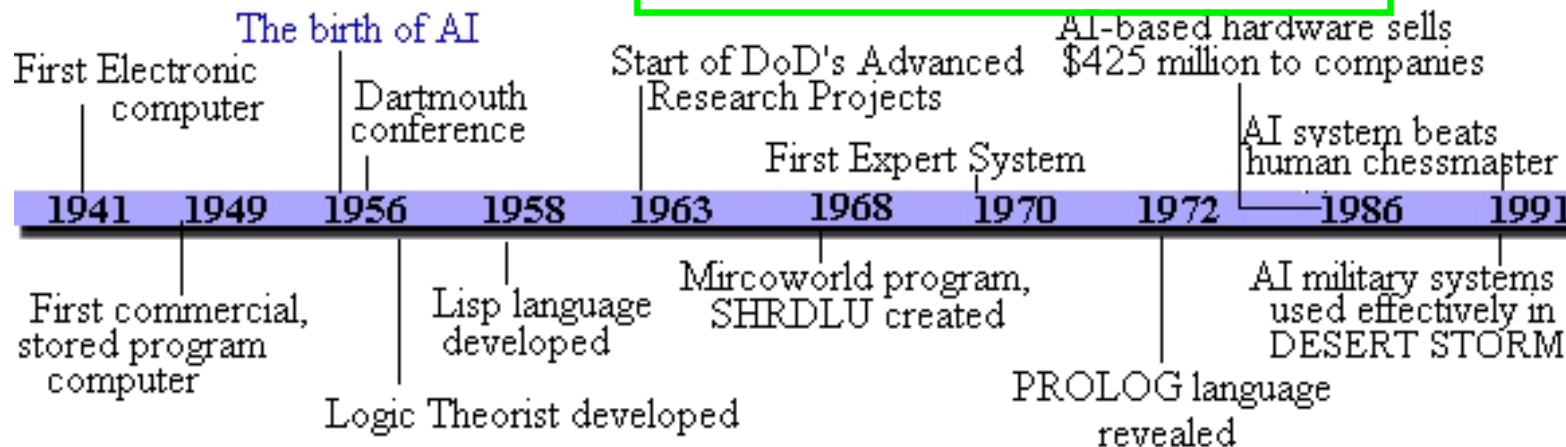 The birth of AI
First Electronic
computer
Dartmouth
conference
Start of DoD's Advanced
Research Projects
First Expert System
AI-based hardware sells
$425 million to companies
AI system beats
human chessmaster
1941 1949 1956 1958 1963 1968 1970 1972 1986 1991
First commercial,
stored program
computer
Logic Theorist developed
Lisp language
developed
Mircoworld program,
SHRDLU created
PROLOG language
revealed
AI military systems
used effectively in
DESERT STORM